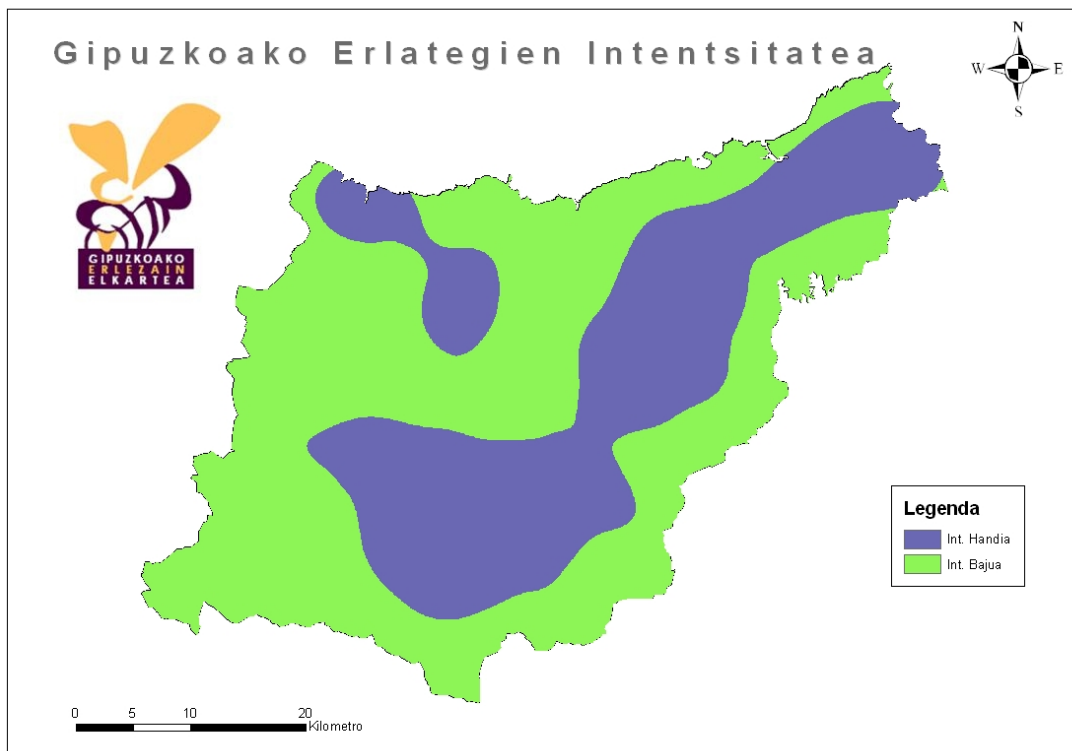 Gipuzkoako Erlategien Intentsitatea
N
W E
S
GIPUZKOAKO
ERLEZAIN
ELKARTEA
Legenda
Int. Handia
Int. Bajua
0 5 10 20
Kilometro